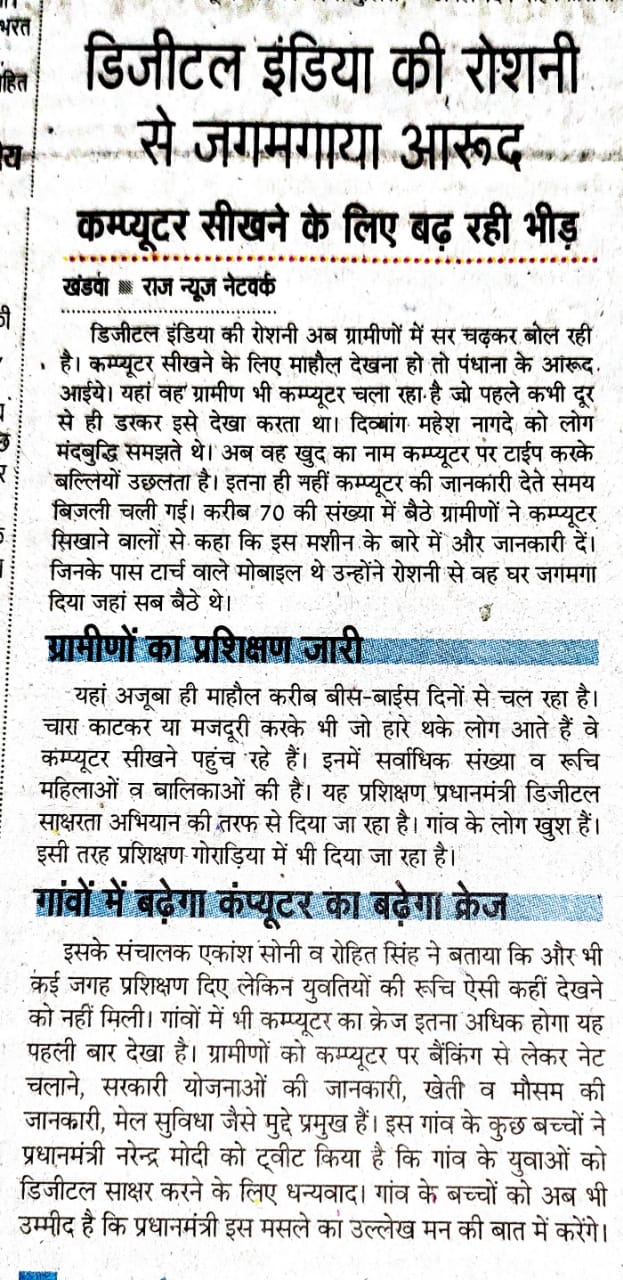 भरत
हित
य
डिजीटल इंडिया की रोशनी
से जगमगाया आरूद
कम्प्यूटर सीखने के लिए बढ़ रही भीड़
खंडवा ■ राज न्यूज नेटवर्क
डिजीटल इंडिया की रोशनी अब ग्रामीणों में सर चढ़कर बोल रही
है। कम्प्यूटर सीखने के लिए माहौल देखना हो तो पंधाना के आरूद
आईये। यहां वह ग्रामीण भी कम्प्यूटर चला रहा है जो पहले कभी दूर
से ही डरकर इसे देखा करता था। दिव्यांग महेश नागदे को लोग
मंदबुद्धि समझते थे। अब वह खुद का नाम कम्प्यूटर पर टाईप करके
बल्लियों उछलता है। इतना ही नहीं कम्प्यूटर की जानकारी देते समय
बिजली चली गई। करीब 70 की संख्या में बैठे ग्रामीणों ने कम्प्यूटर
सिखाने वालों से कहा कि इस मशीन के बारे में और जानकारी दें।
जिनके पास टार्च वाले मोबाइल थे उन्होंने रोशनी से वह घर जगमगा
दिया जहां सब बैठे थे।
ग्रामीणों का प्रशिक्षण जारी
यहां अजूबा ही माहौल करीब बीस-बाईस दिनों से चल रहा है।
चारा काटकर या मजदूरी करके भी जो हारे थके लोग आते हैं वे
कम्प्यूटर सीखने पहुंच रहे हैं। इनमें सर्वाधिक संख्या व रूचि
महिलाओं व बालिकाओं की है। यह प्रशिक्षण प्रधानमंत्री डिजीटल
साक्षरता अभियान की तरफ से दिया जा रहा है। गांव के लोग खुश हैं।
इसी तरह प्रशिक्षण गोराड़िया में भी दिया जा रहा है।
गांवों में बढ़ेगा कंप्यूटर का बढ़ेगा क्रेज
इसके संचालक एकांश सोनी व रोहित सिंह ने बताया कि और भी
कई जगह प्रशिक्षण दिए लेकिन युवतियों की रूचि ऐसी कहीं देखने
को नहीं मिली। गांवों में भी कम्प्यूटर का क्रेज इतना अधिक होगा यह
पहली बार देखा है। ग्रामीणों को कम्प्यूटर पर बैंकिंग से लेकर नेट
चलाने, सरकारी योजनाओं की जानकारी, खेती व मौसम की
जानकारी, मेल सुविधा जैसे मुद्दे प्रमुख हैं। इस गांव के कुछ बच्चों ने
प्रधानमंत्री नरेन्द्र मोदी को ट्वीट किया है कि गांव के युवाओं को
डिजीटल साक्षर करने के लिए धन्यवाद। गांव के बच्चों को अब भी
उम्मीद है कि प्रधानमंत्री इस मसले का उल्लेख मन की बात में करेंगे।